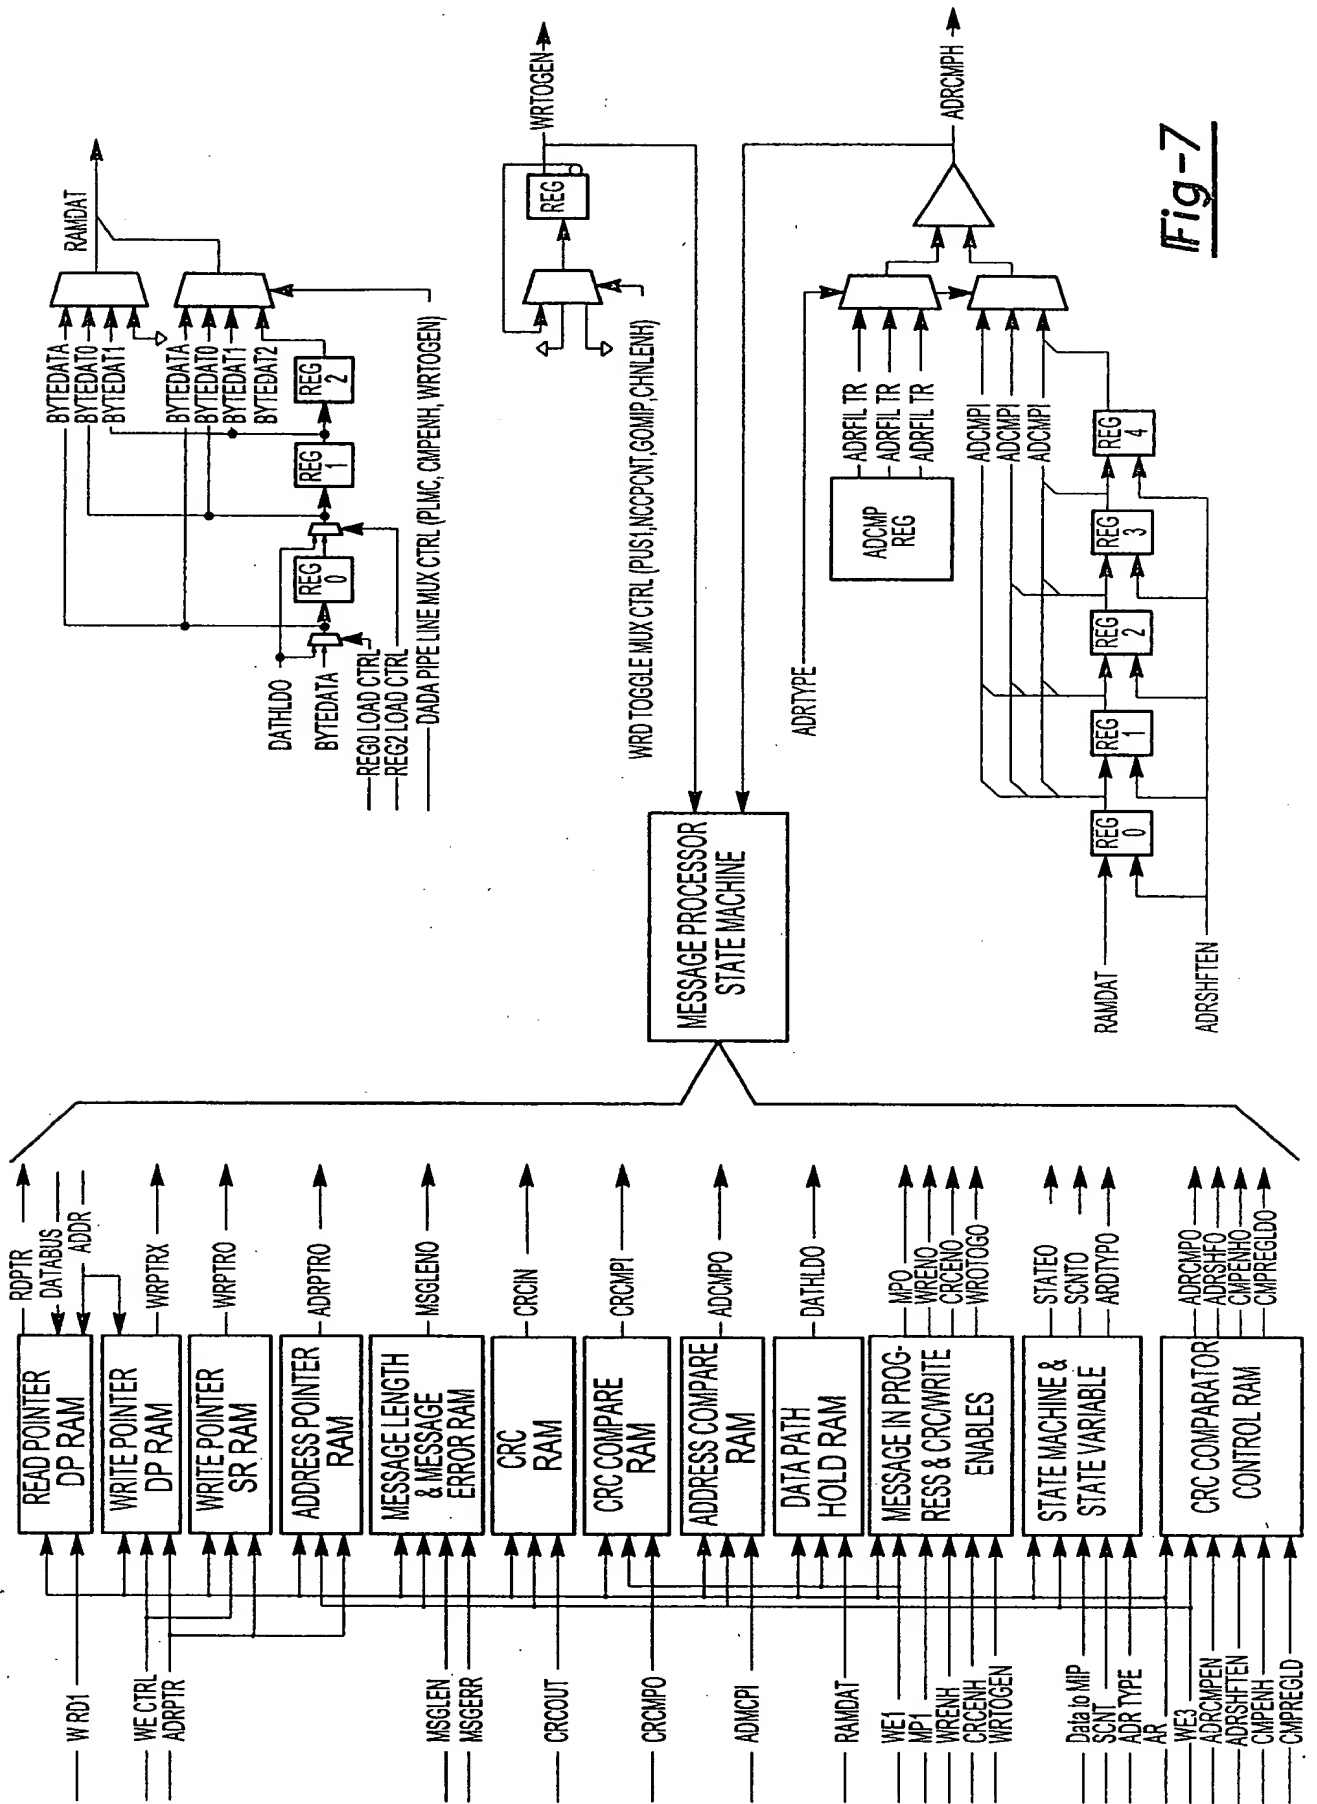 RDPTR
DATABUS
ADDR
WRPTRX
WRPTRO
ADRPTRO
MSGLENO
CRCIN
CRCMPI
ADCMPO
DATHLDO
MPO
WRENO
CRCENO
WROTOGO
STATEO
SCNTO
ARDTYPO
ADRCMPO
ADRSHFO
CMPENHO
CMPREGLDO
READ POINTER
DP RAM
WRITE POINTER
DP RAM
WRITE POINTER
SR RAM
ADDRESS POINTER
RAM
MESSAGE LENGTH
& MESSAGE
ERROR RAM
CRC
RAM
CRC COMPARE
RAM
ADDRESS COMPARE
RAM
DATA PATH
HOLD RAM
MESSAGE IN PROG-
RESS & CRC/WRITE
ENABLES
STATE MACHINE &
STATE VARIABLE
CRC COMPARATOR
CONTROL RAM
W RD1
WE CTRL
ADRPTR
MSGLEN
MSGERR
CRCOUT
CRCMPO
ADMCPI
RAMDAT
WE1
MP1
WRENH
CRCENH
WRTOGEN
Data to MIP
SCNT
ADR TYPE
AR
WE3
ADRCMPEN
ADRSHFTEN
CMPENH
CMPREGLD
MESSAGE PROCESSOR
STATE MACHINE
RAMDAT
BYTEDATA
BYTEDAT0
BYTEDAT1
BYTEDATA
BYTEDAT0
BYTEDAT1
BYTEDAT2
REG
0
REG
1
REG
2
DATHLDO
BYTEDATA
REG0 LOAD CTRL
REG2 LOAD CTRL
DADA PIPE LINE MUX CTRL (PLMC, CMPENH, WRTOGEN)
WRTOGEN
REG
WRD TOGGLE MUX CTRL (PUS1,NCCPCNT,GOMIP,CHNLENH)
ADRCMPH
ADRTYPE
ADCMP
REG
ADRFIL TR
ADRFIL TR
ADRFIL TR
ADCMPI
ADCMPI
ADCMPI
REG
0
REG
1
REG
2
REG
3
REG
4
RAMDAT
ADRSHFTEN
Fig-7